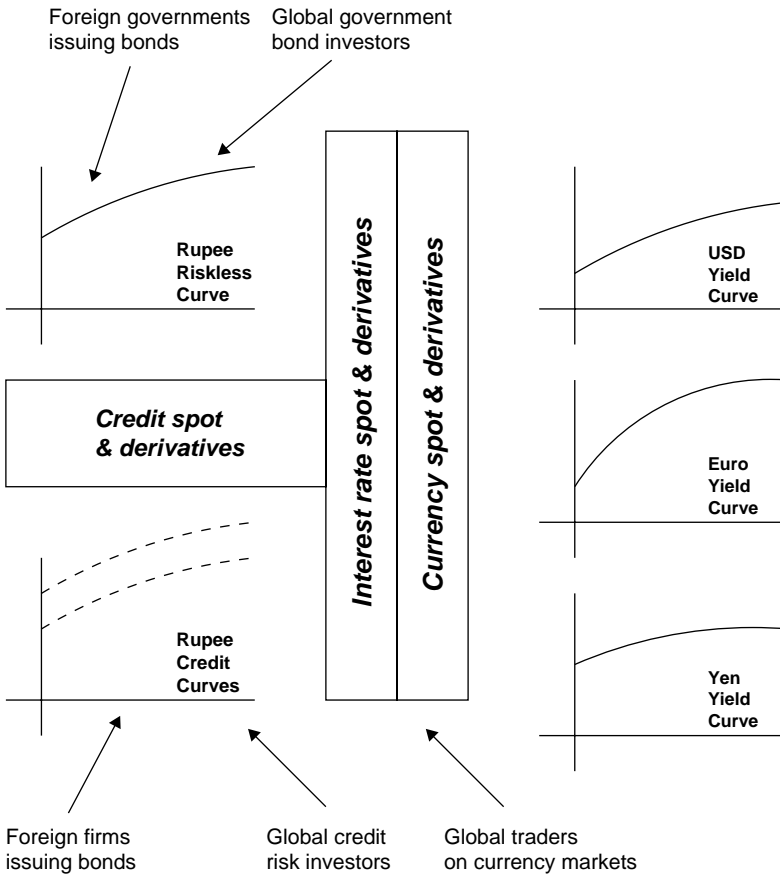 Foreign governments
issuing bonds
Global government
bond investors
Rupee
Riskless
Curve
Interest rate spot & derivatives
Currency spot & derivatives
USD
Yield
Curve
Credit spot
& derivatives
Euro
Yield
Curve
Rupee
Credit
Curves
Yen
Yield
Curve
Foreign firms
issuing bonds
Global credit
risk investors
Global traders
on currency markets